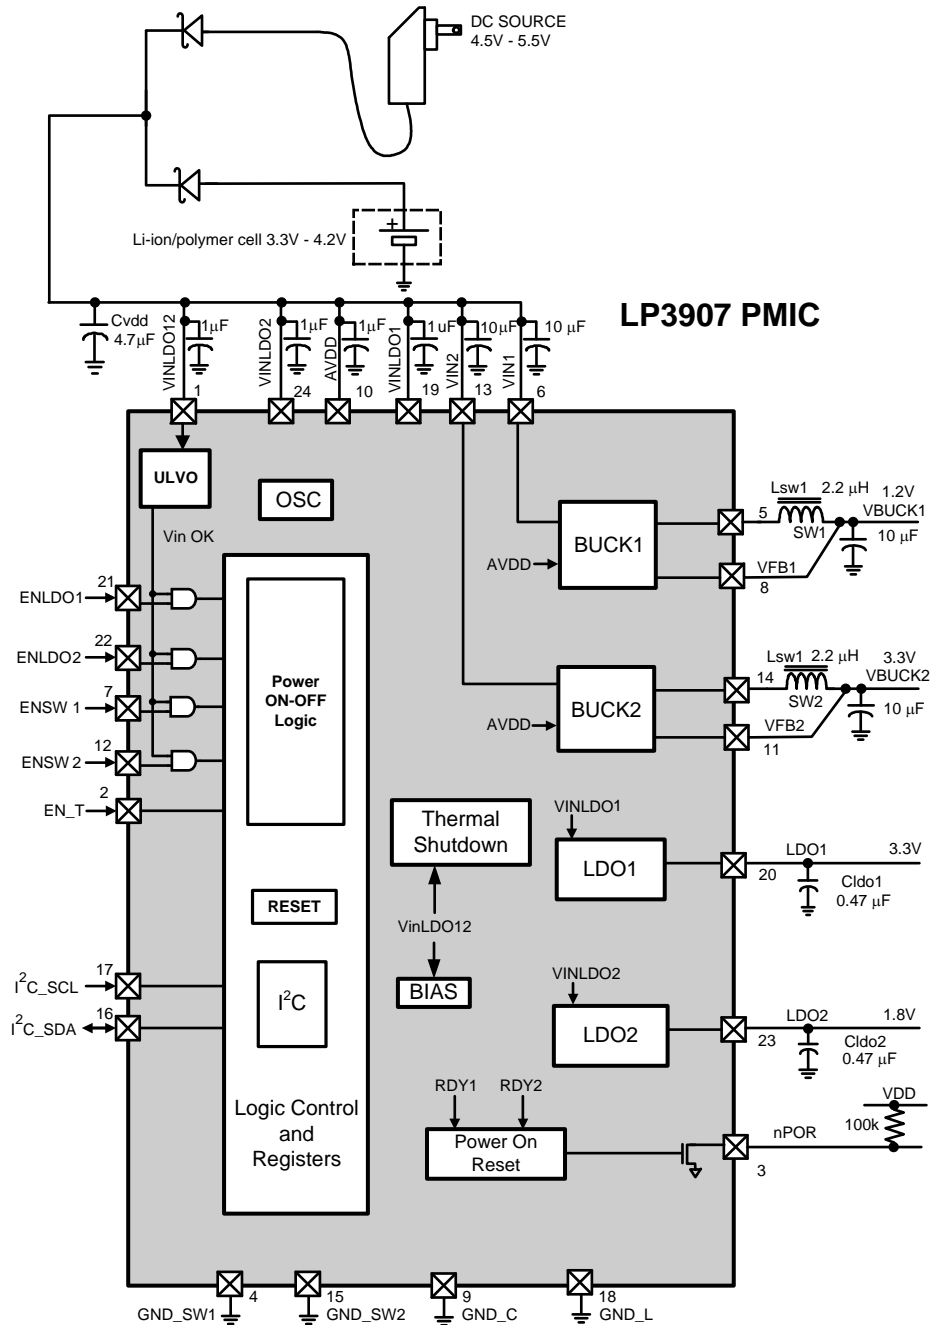 DC SOURCE
4.5V - 5.5V
Li-ion/polymer cell 3.3V - 4.2V
+
LP3907 PMIC
Cvdd
4.7µF
VINLDO12
1µF
1
VINLDO2
1µF
24
AVDD
1µF
10
VINLDO1
1 uF
19
VIN2
10µF
13
VIN1
10 µF
6
ULVO
OSC
Vin OK
BUCK1
AVDD
5
Lsw1 2.2 µH
SW1
1.2V
VBUCK1
10 µF
VFB1
8
21
ENLDO1
22
ENLDO2
7
ENSW 1
12
ENSW 2
2
EN_T
Power
ON-OFF
Logic
BUCK2
AVDD
14
Lsw1 2.2 µH
SW2
3.3V
VBUCK2
10 µF
VFB2
11
Thermal
Shutdown
VINLDO1
LDO1
LDO1
3.3V
20
Cldo1
0.47 µF
RESET
VinLDO12
BIAS
17
I2C_SCL
16
I2C_SDA
I2C
VINLDO2
LDO2
LDO2
1.8V
23
Cldo2
0.47 µF
Logic Control
and
Registers
RDY1
RDY2
Power On
Reset
VDD
100k
nPOR
3
4
GND_SW1
15
GND_SW2
9
GND_C
18
GND_L